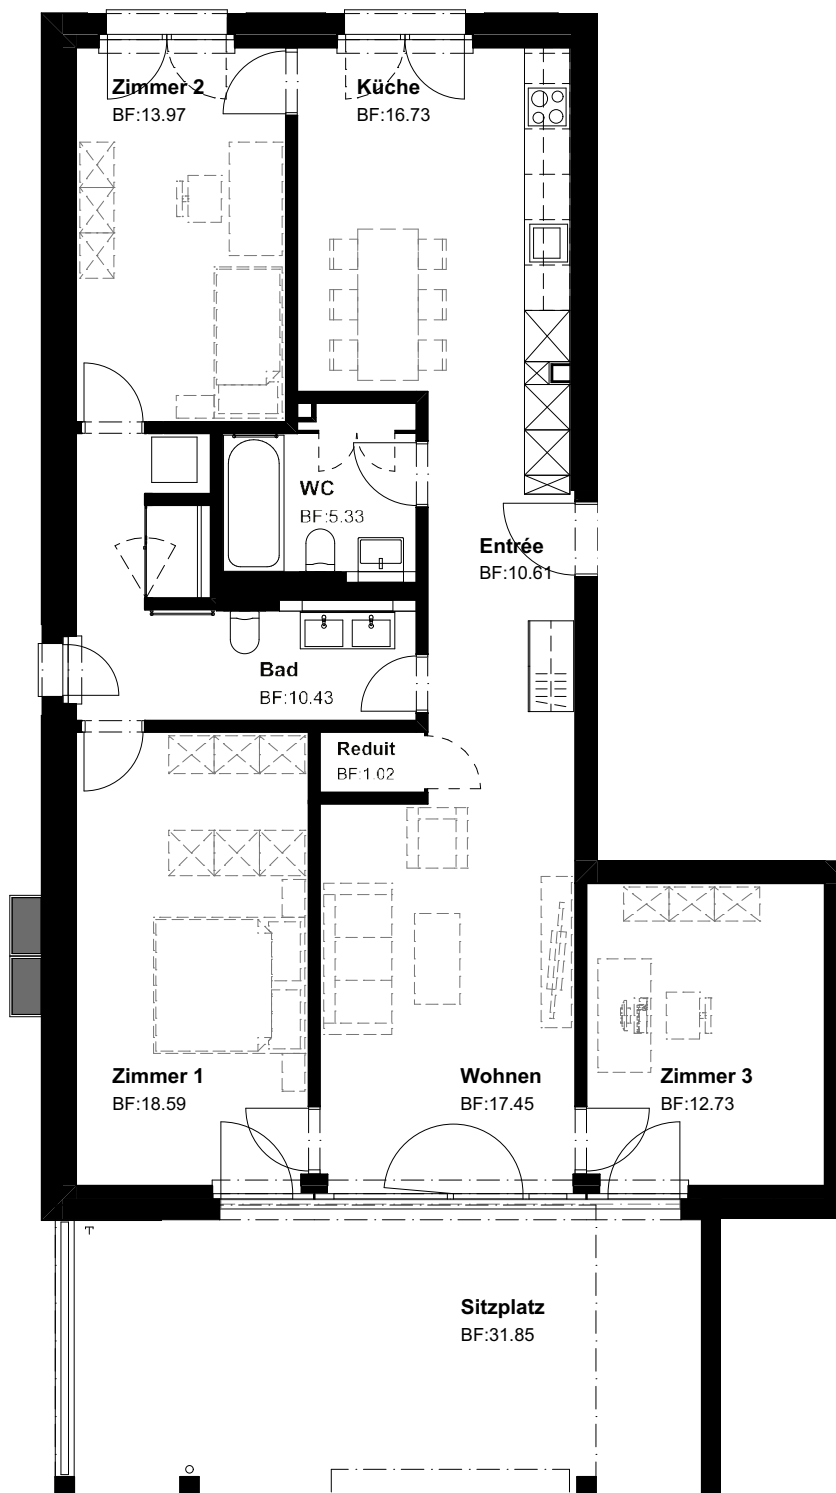 Zimmer 2
BF:13.97
Küche
BF:16.73
WC
BF:5.33
Entrée
BF:10.61
Bad
BF:10.43
Reduit
BF:1.02
Zimmer 1
BF:18.59
Wohnen
BF:17.45
Zimmer 3
BF:12.73
Sitzplatz
BF:31.85